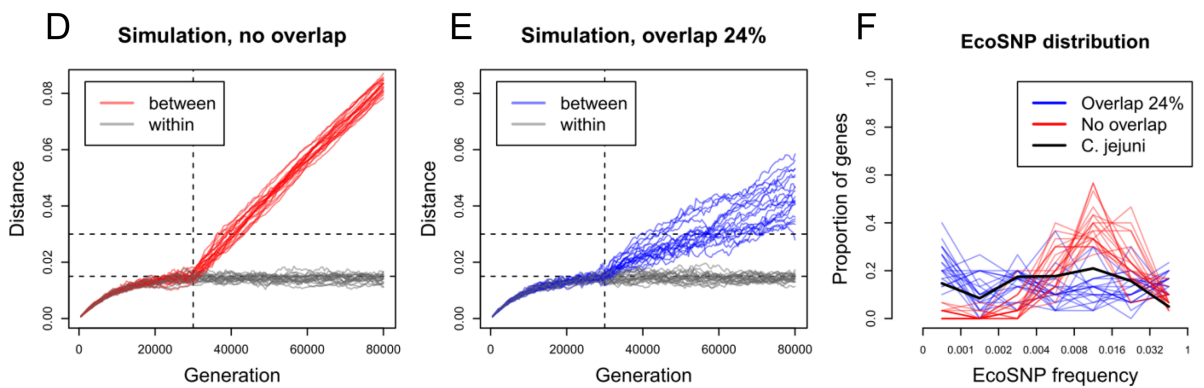 D
Simulation, no overlap
between
within
Distance
0.00 0.02 0.04 0.06 0.08
0 20000 40000 60000 80000
Generation
E
Simulation, overlap 24%
between
within
Distance
0.00 0.02 0.04 0.06 0.08
0 20000 40000 60000 80000
Generation
F
EcoSNP distribution
Overlap 24%
No overlap
C. jejuni
Proportion of genes
0.0 0.2 0.4 0.6 0.8 1.0
0 0.001 0.002 0.004 0.008 0.016 0.032 1
EcoSNP frequency